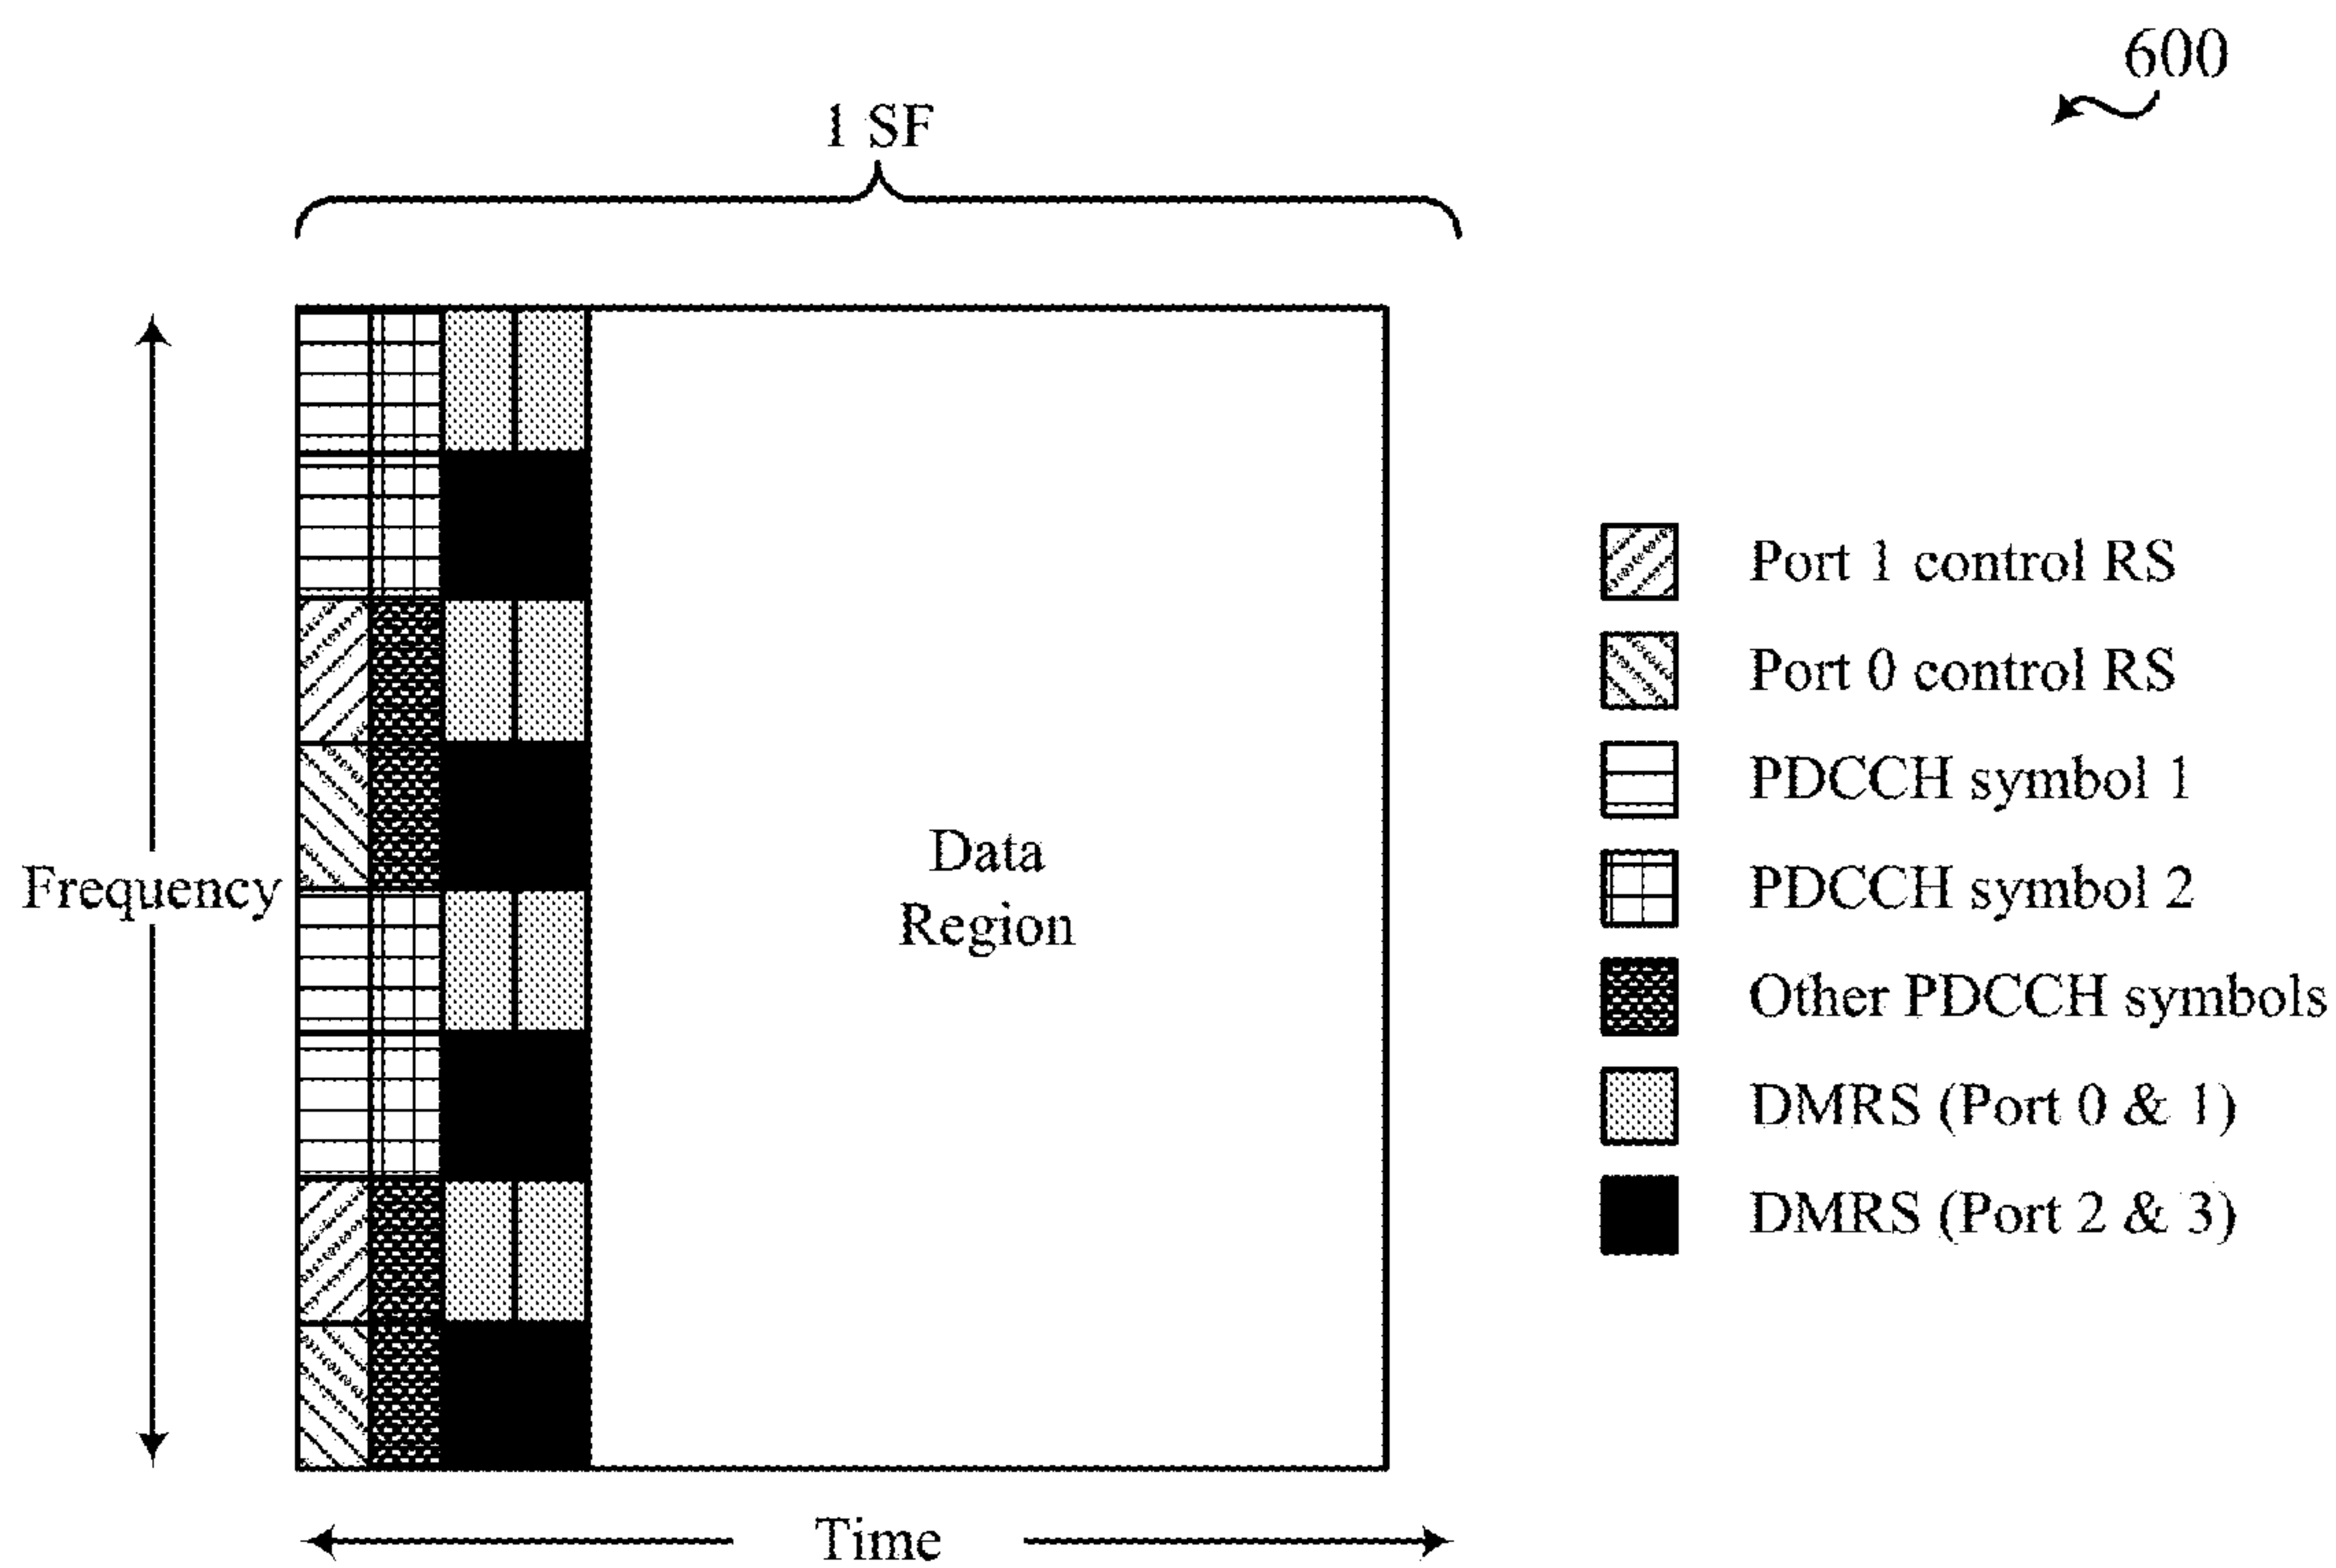 600
1 SF
Frequency
Data
Region
Time
Port 1 control RS
Port 0 control RS
PDCCH symbol 1
PDCCH symbol 2
Other PDCCH symbols
DMRS (Port 0 & 1)
DMRS (Port 2 & 3)